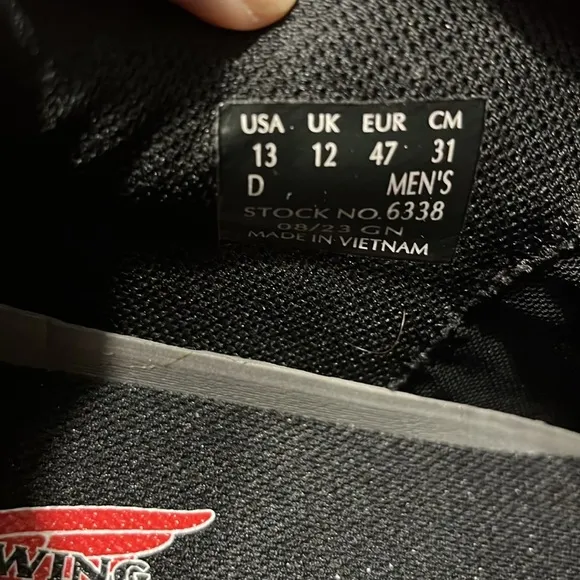 USA UK EUR CM
13 12 47 31
D MEN'S
STOCK NO. 6338
08/23 GN
MADE IN VIETNAM
WING